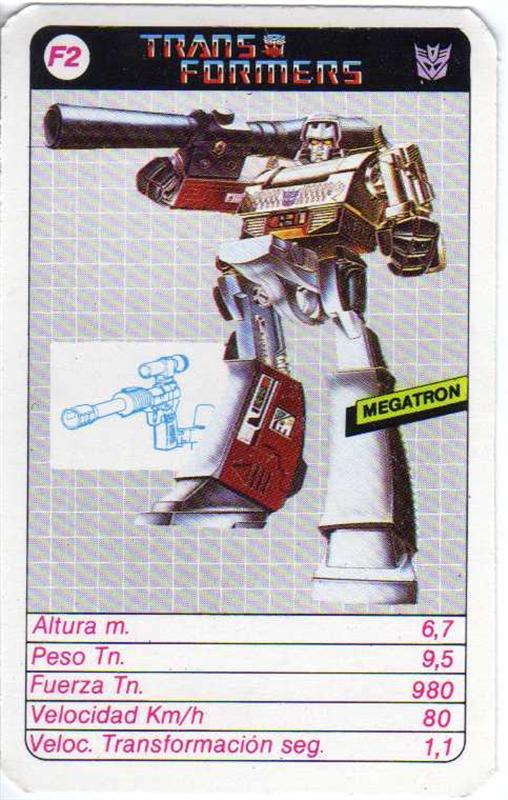 F2
TRANS
FORMERS
MEGATRON
Altura m. 6,7
Peso Tn. 9,5
Fuerza Tn. 980
Velocidad Km/h 80
Veloc. Transformación seg. 1,1